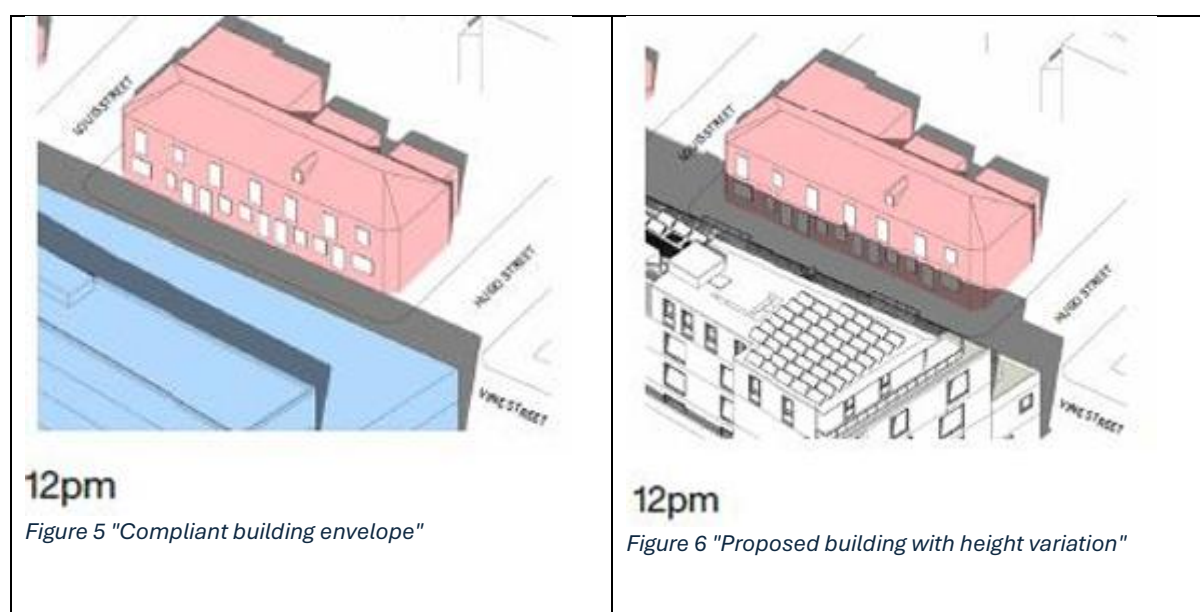 LOUIS STREET
HUGO STREET
VINE STREET
12pm
Figure 5 "Compliant building envelope"
LOUIS STREET
HUGO STREET
VINE STREET
12pm
Figure 6 "Proposed building with height variation"